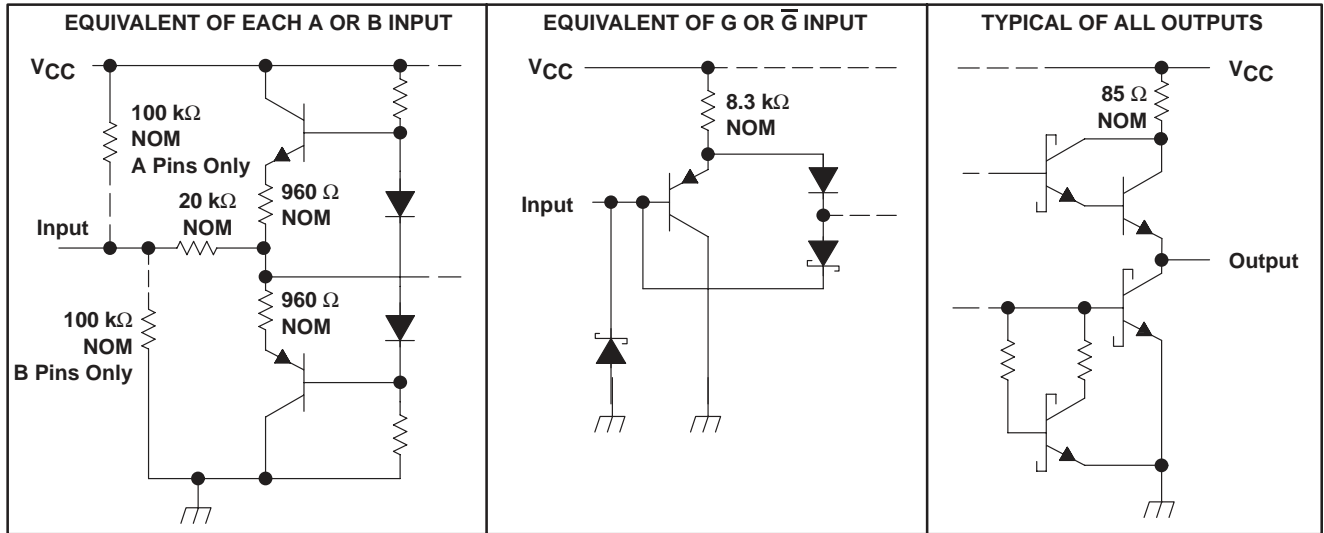 EQUIVALENT OF EACH A OR B INPUT
VCC
100 kΩ
NOM
A Pins Only
20 kΩ
NOM
960 Ω
NOM
Input
960 Ω
NOM
100 kΩ
NOM
B Pins Only
EQUIVALENT OF G OR G̅ INPUT
VCC
8.3 kΩ
NOM
Input
TYPICAL OF ALL OUTPUTS
VCC
85 Ω
NOM
Output